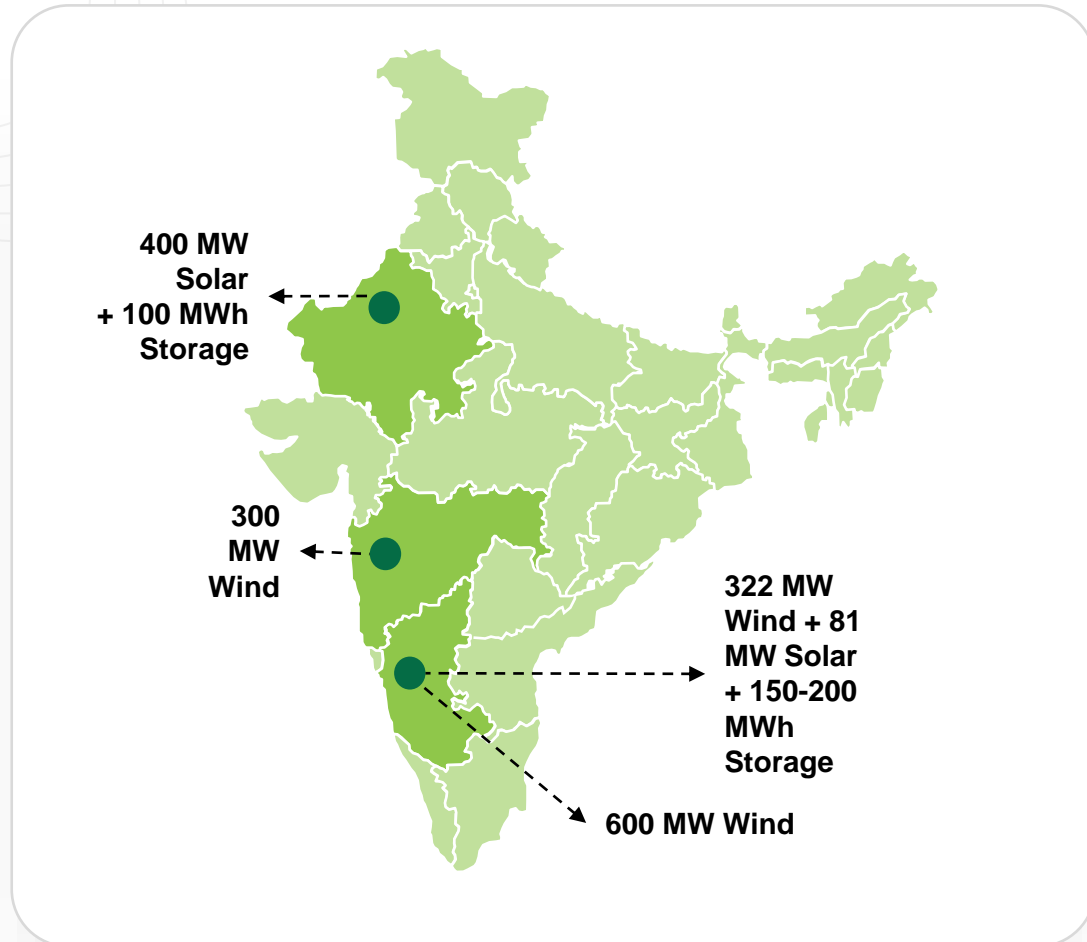 400 MW
Solar
+ 100 MWh
Storage
300
MW
Wind
322 MW
Wind + 81
MW Solar
+ 150-200
MWh
Storage
600 MW Wind